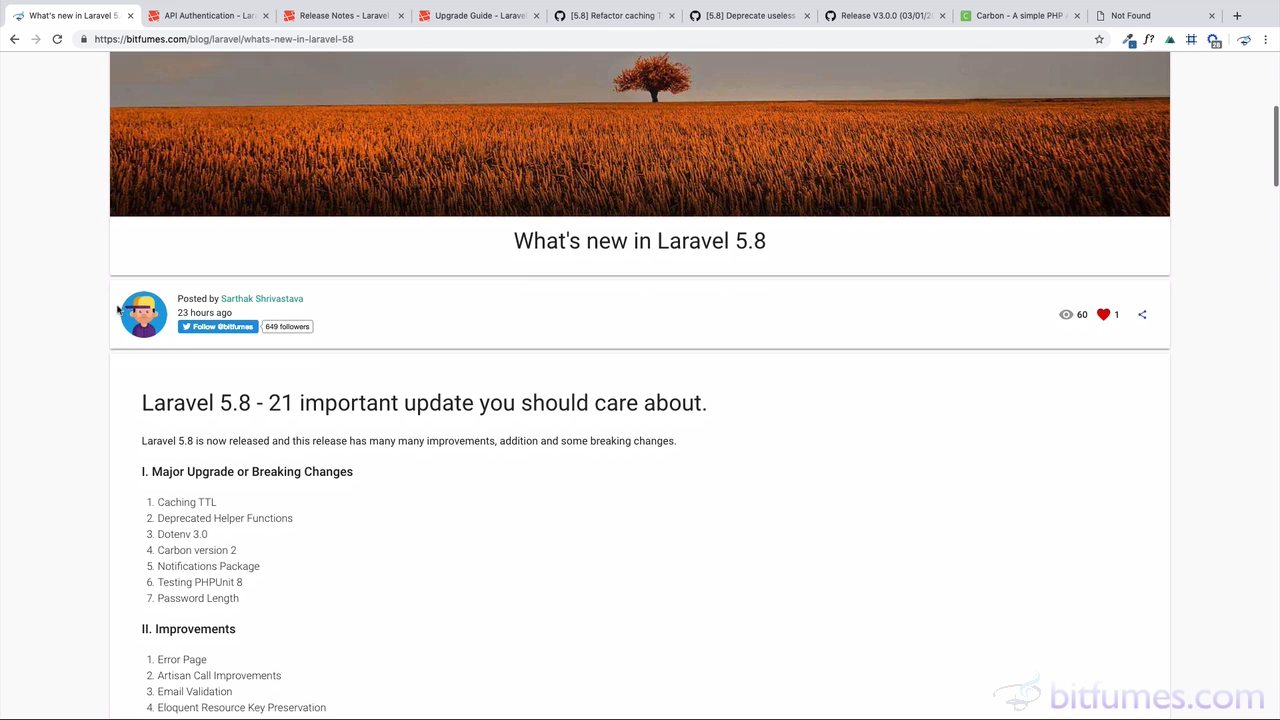 What's new in Laravel 5.
API Authentication - Lar
Release Notes - Laravel
Upgrade Guide - Laravel
[5.8] Refactor caching T
[5.8] Deprecate useless
Release V3.0.0 (03/01/2
Carbon - A simple PHP
Not Found
https://bitfumes.com/blog/laravel/whats-new-in-laravel-58
f?
28
What's new in Laravel 5.8
Posted by Sarthak Shrivastava
23 hours ago
Follow @bitfumes
649 followers
60
1
Laravel 5.8 - 21 important update you should care about.
Laravel 5.8 is now released and this release has many many improvements, addition and some breaking changes.
I. Major Upgrade or Breaking Changes
1. Caching TTL
2. Deprecated Helper Functions
3. Dotenv 3.0
4. Carbon version 2
5. Notifications Package
6. Testing PHPUnit 8
7. Password Length
II. Improvements
1. Error Page
2. Artisan Call Improvements
3. Email Validation
4. Eloquent Resource Key Preservation
bitfumes.com